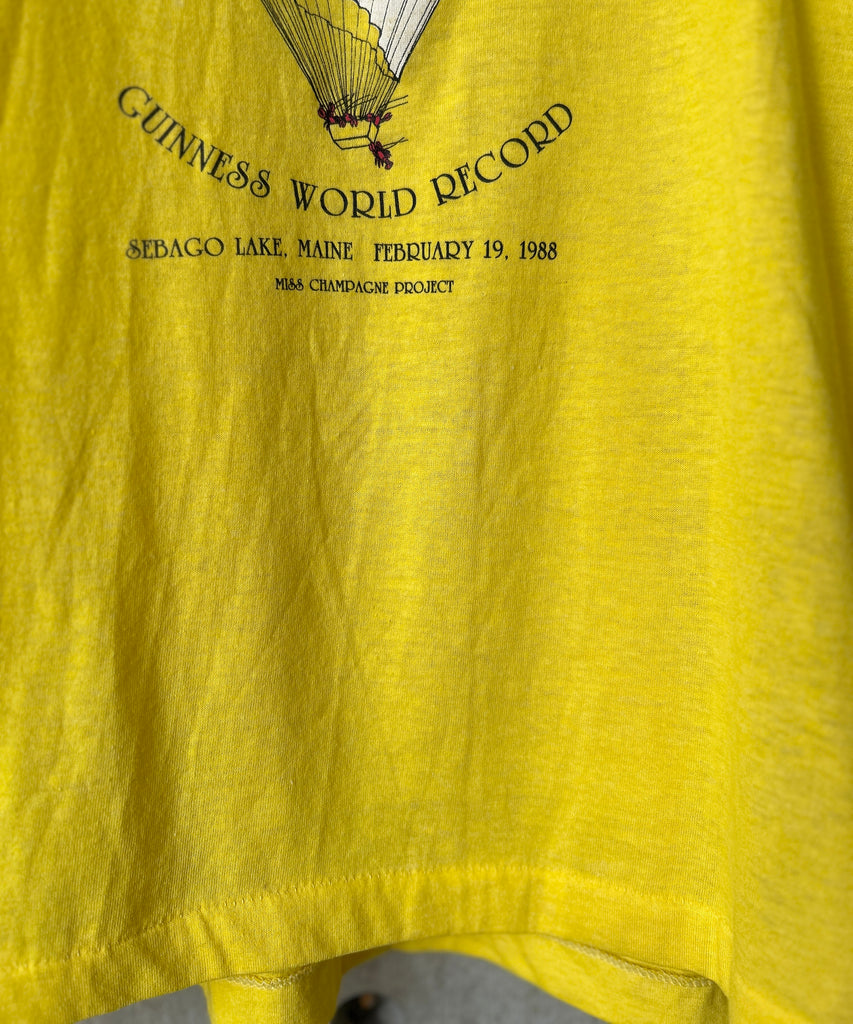 GUINNESS WORLD RECORD
SEBAGO LAKE, MAINE FEBRUARY 19, 1988
MISS CHAMPAGNE PROJECT